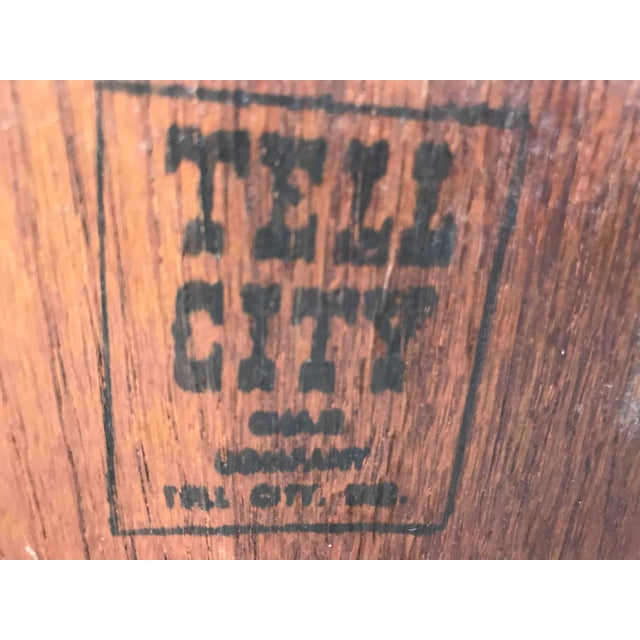 TELL
CITY
CHAIR
COMPANY
TELL CITY, IND.